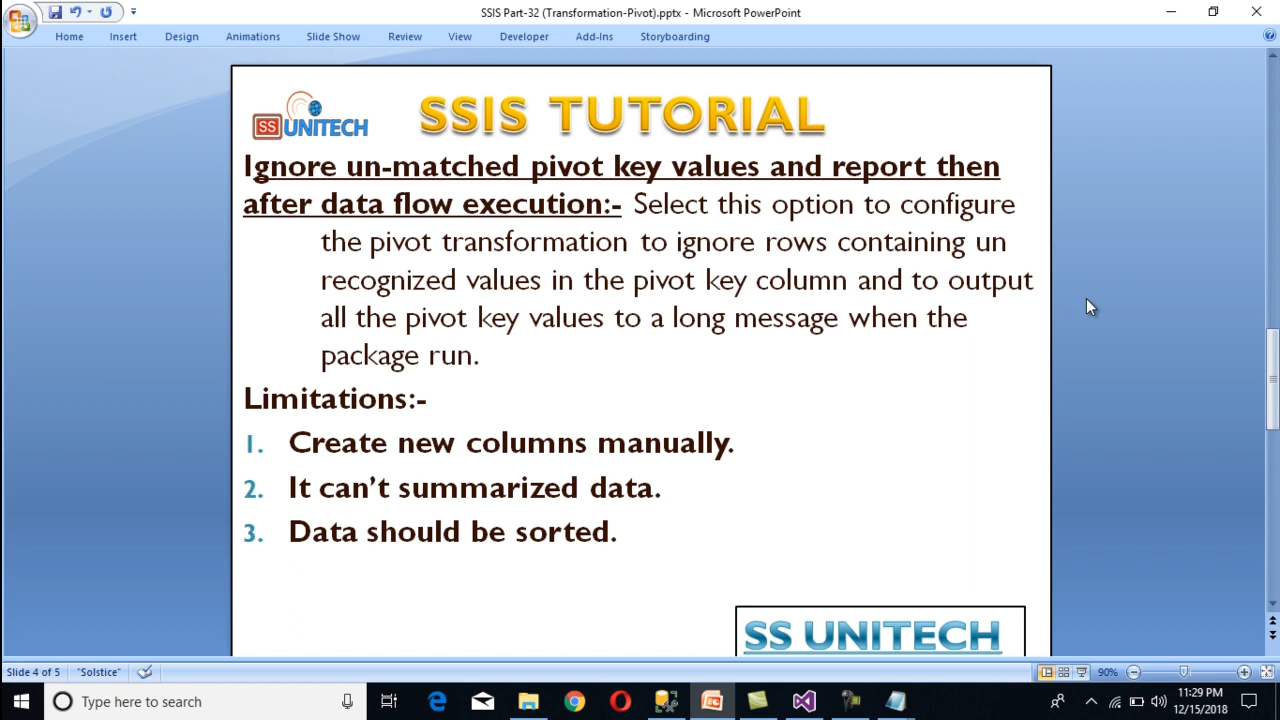 SSIS Part-32 (Transformation-Pivot).pptx - Microsoft PowerPoint
Home Insert Design Animations Slide Show Review View Developer Add-Ins Storyboarding
SS UNITECH
SSIS TUTORIAL
Ignore un-matched pivot key values and report then
after data flow execution:- Select this option to configure
the pivot transformation to ignore rows containing un
recognized values in the pivot key column and to output
all the pivot key values to a long message when the
package run.
Limitations:-
1. Create new columns manually.
2. It can’t summarized data.
3. Data should be sorted.
SS UNITECH
Slide 4 of 5 "Solstice" 90%
Type here to search
11:29 PM
12/15/2018